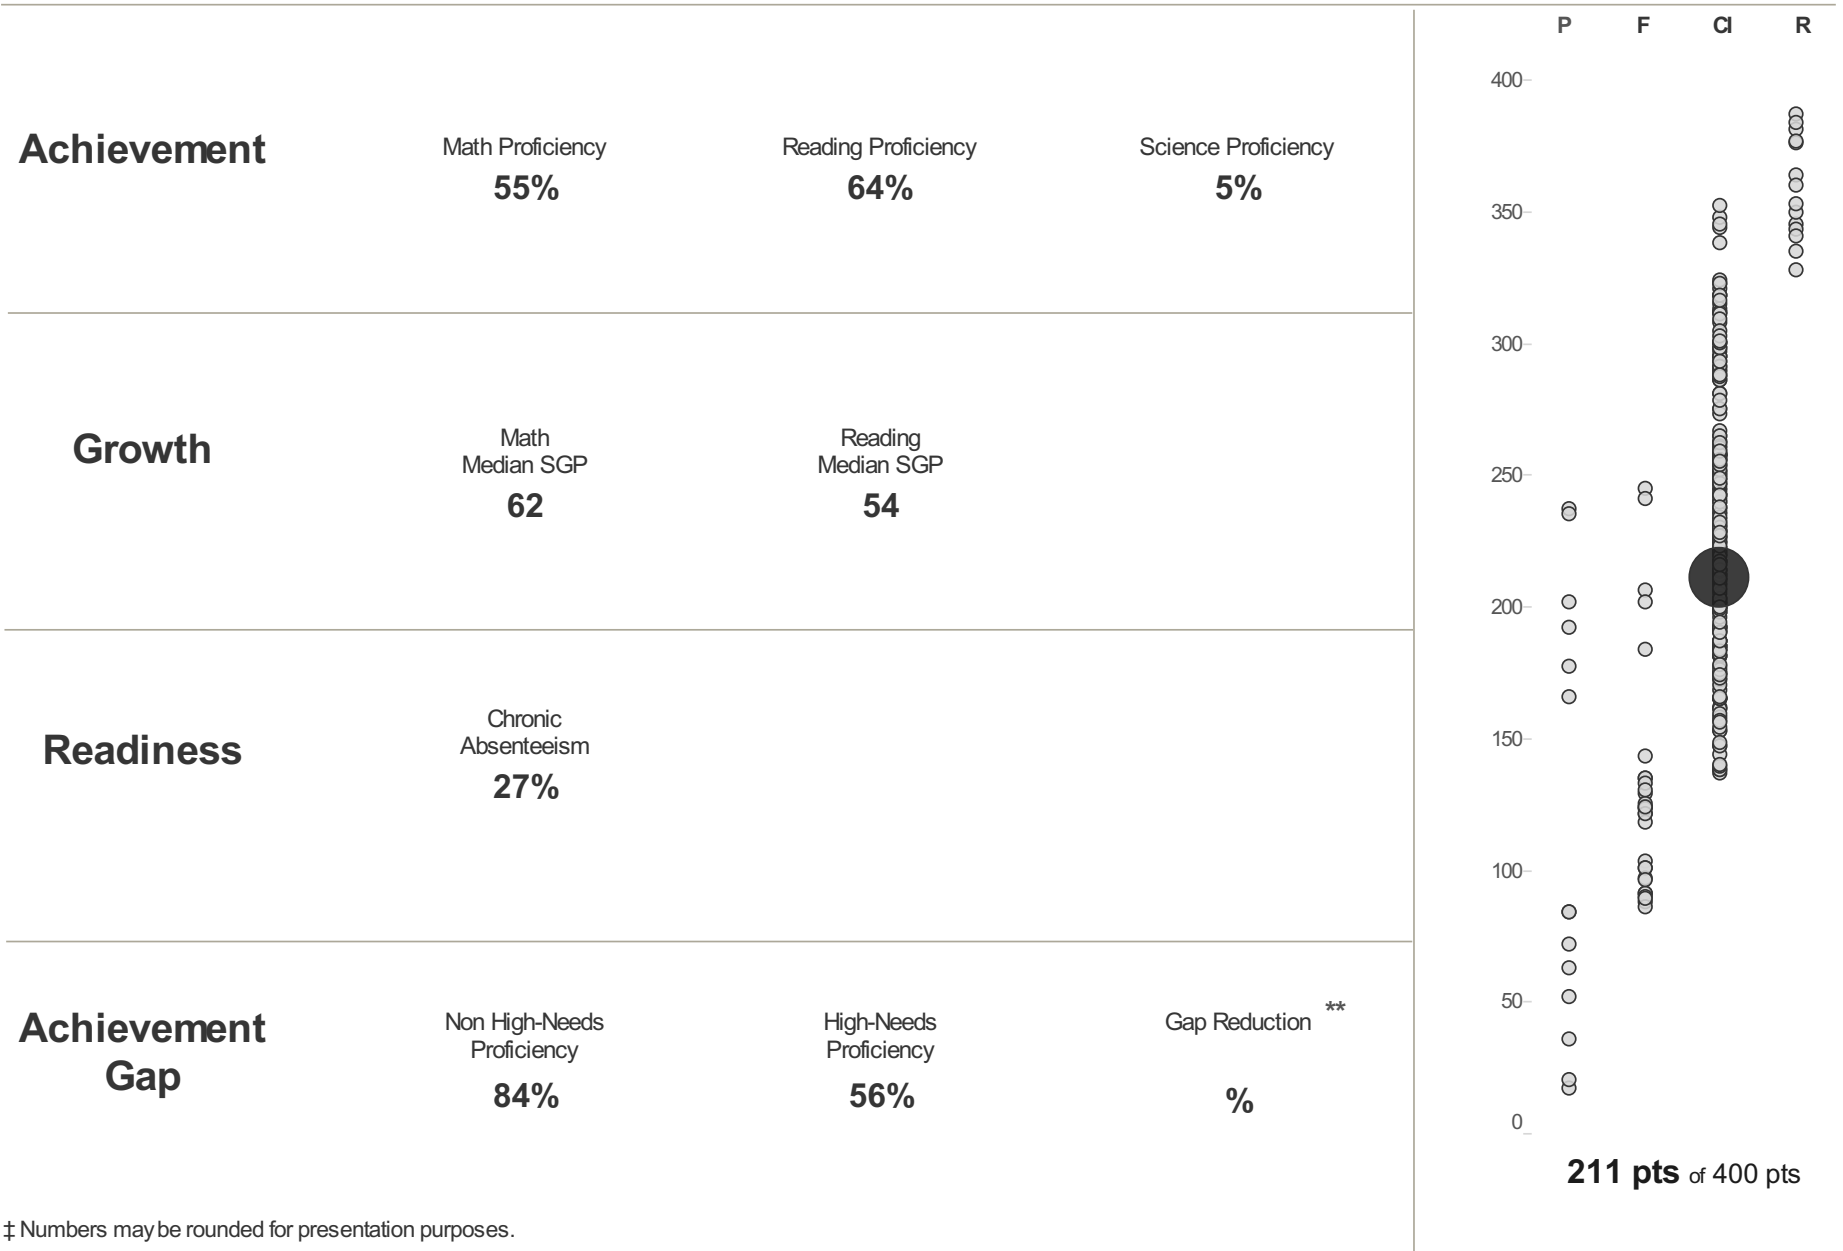 Achievement
Math Proficiency
55%
Reading Proficiency
64%
Science Proficiency
5%
Growth
Math
Median SGP
62
Reading
Median SGP
54
Readiness
Chronic
Absenteeism
27%
Achievement
Gap
Non High-Needs
Proficiency
84%
High-Needs
Proficiency
56%
Gap Reduction **
%
P F CI R
400
350
300
250
200
150
100
50
0
211 pts of 400 pts
‡ Numbers may be rounded for presentation purposes.